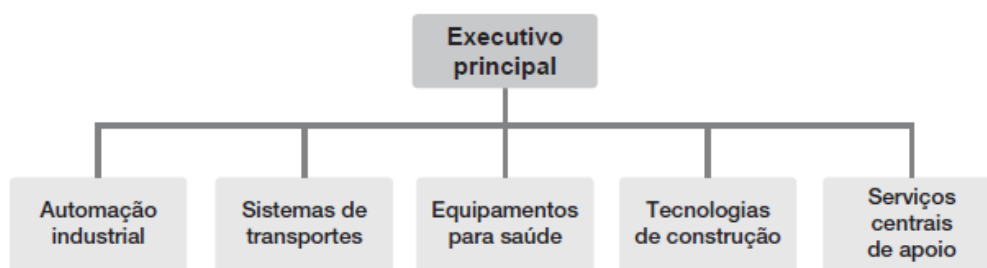 Executivo
principal
Automação
industrial
Sistemas de
transportes
Equipamentos
para saúde
Tecnologias
de construção
Serviços
centrais
de apoio